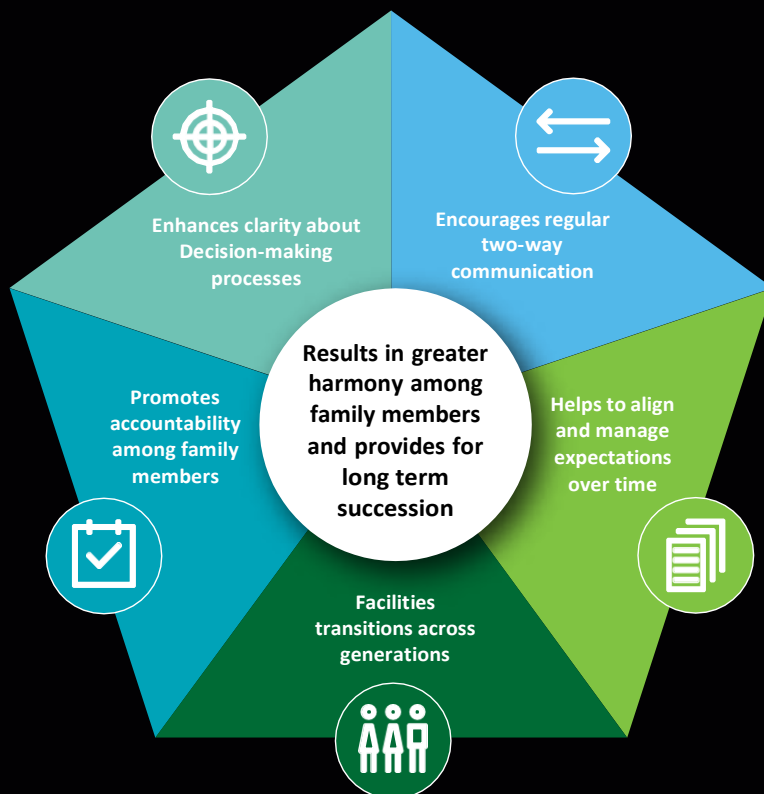 Enhances clarity about
Decision-making
processes
Encourages regular
two-way
communication
Results in greater
harmony among
family members
and provides for
long term
succession
Promotes
accountability
among family
members
Helps to align
and manage
expectations
over time
Facilities
transitions across
generations